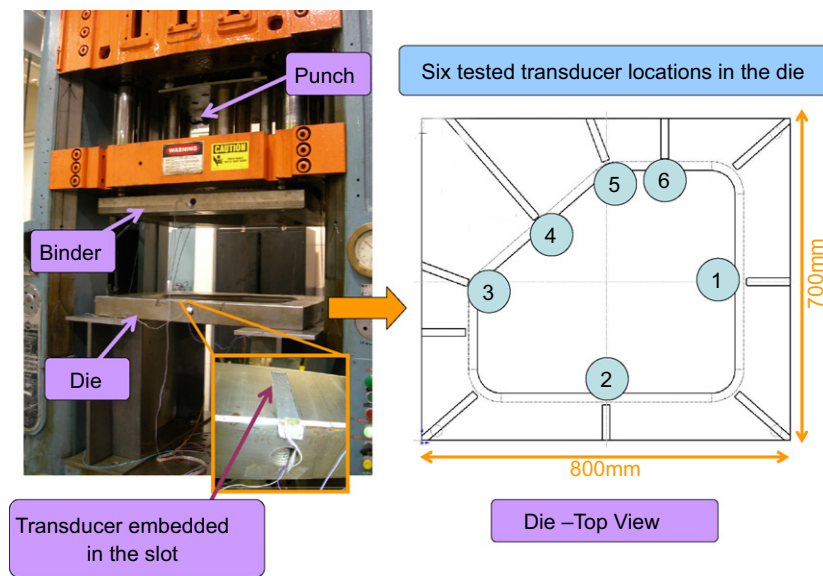 Punch
WARNING
CAUTION
Binder
Die
Transducer embedded
in the slot
Six tested transducer locations in the die
5
6
4
3
1
2
700mm
800mm
Die –Top View